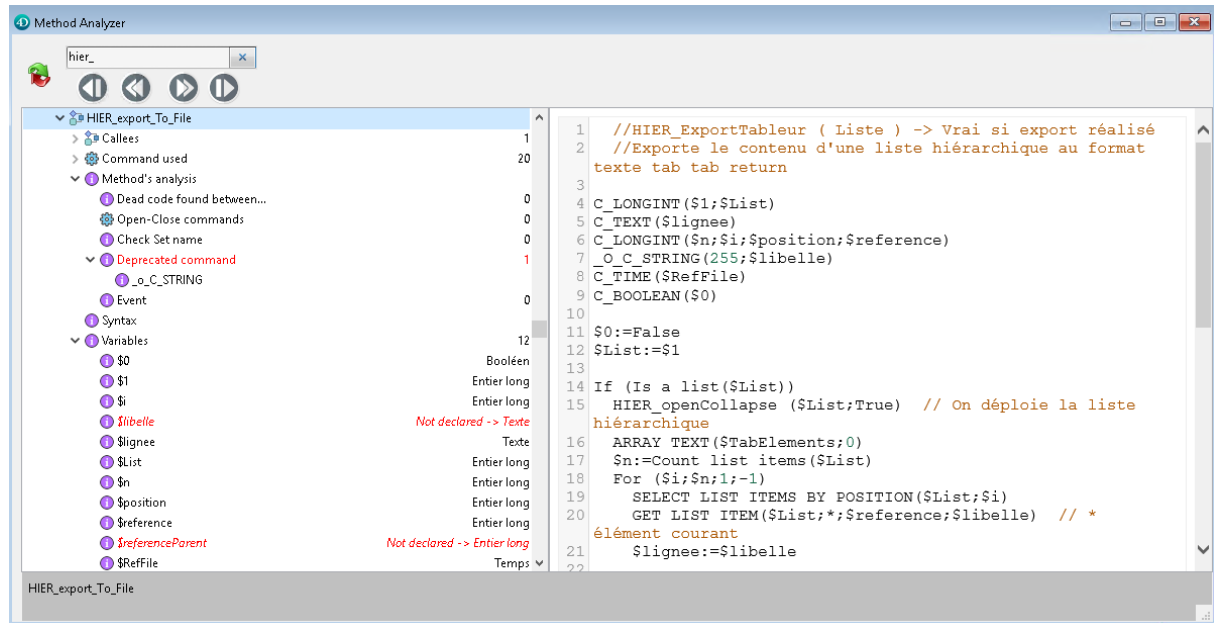 4D Method Analyzer
hier_
HIER_export_To_File
Callees 1
Command used 20
Method's analysis
Dead code found between... 0
Open-Close commands 0
Check Set name 0
Deprecated command 1
_o_C_STRING
Event 0
Syntax
Variables 12
$0 Booléen
$1 Entier long
$i Entier long
$libelle Not declared -> Texte
$lignee Texte
$List Entier long
$n Entier long
$position Entier long
$reference Entier long
$referenceParent Not declared -> Entier long
$RefFile Temps
1 //HIER_ExportTableur ( Liste ) -> Vrai si export réalisé
2 //Exporte le contenu d'une liste hiérarchique au format
texte tab tab return
3
4 C_LONGINT($1;$List)
5 C_TEXT($lignee)
6 C_LONGINT($n;$i;$position;$reference)
7 _O_C_STRING(255;$libelle)
8 C_TIME($RefFile)
9 C_BOOLEAN($0)
10
11 $0:=False
12 $List:=$1
13
14 If (Is a list($List))
15 HIER_openCollapse ($List;True) // On déploie la liste
hiérarchique
16 ARRAY TEXT($TabElements;0)
17 $n:=Count list items($List)
18 For ($i;$n;1;-1)
19 SELECT LIST ITEMS BY POSITION($List;$i)
20 GET LIST ITEM($List;*;$reference;$libelle) // *
élément courant
21 $lignee:=$libelle
22
HIER_export_To_File